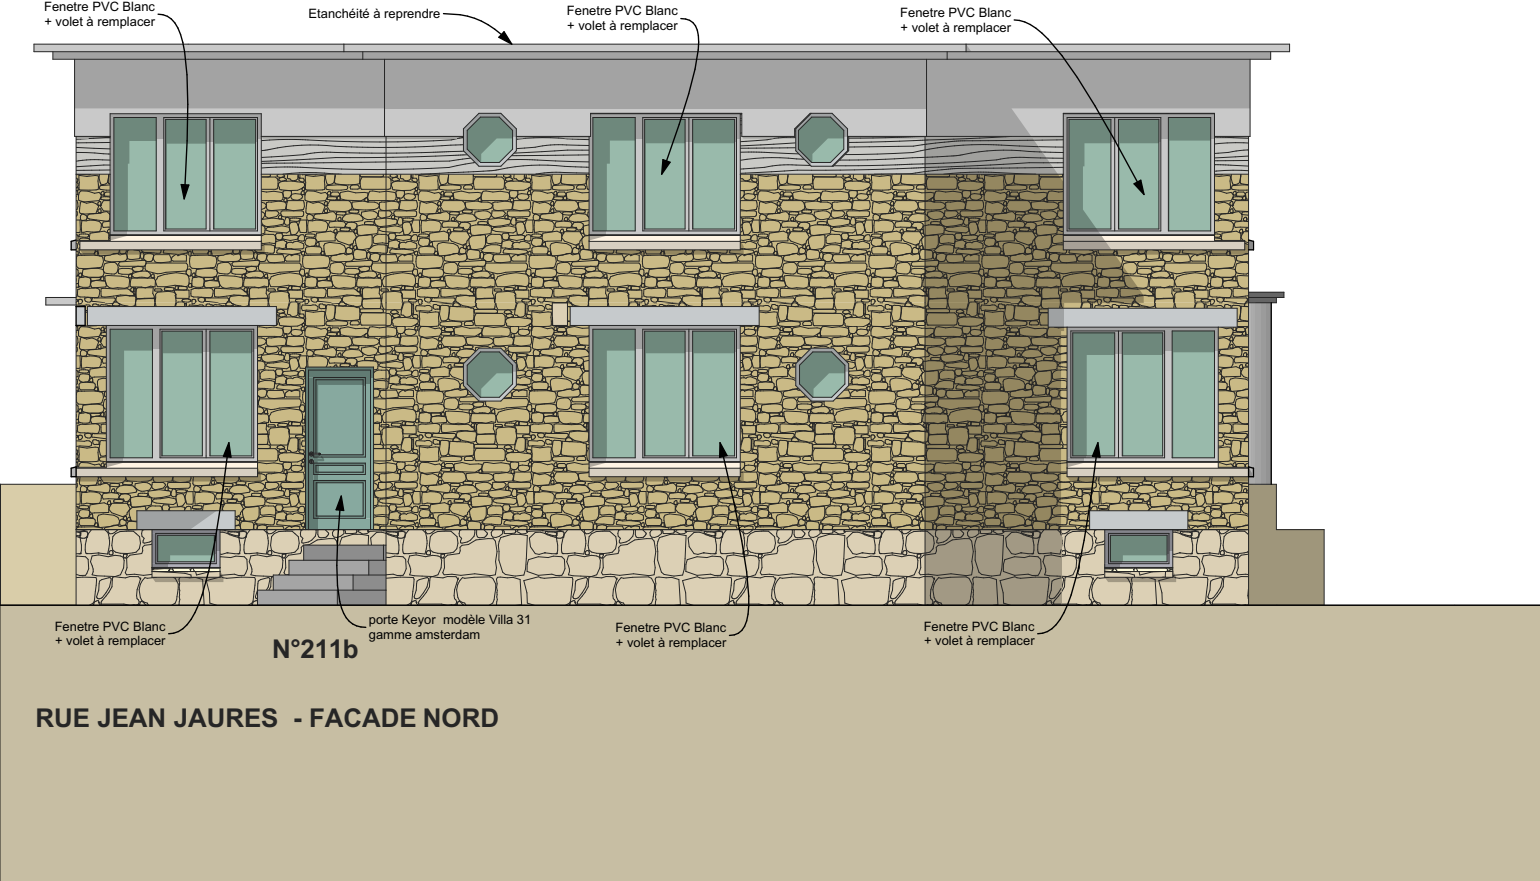 Fenetre PVC Blanc
+ volet à remplacer
Etanchéité à reprendre
Fenetre PVC Blanc
+ volet à remplacer
Fenetre PVC Blanc
+ volet à remplacer
Fenetre PVC Blanc
+ volet à remplacer
porte Keyor  modèle Villa 31
gamme amsterdam
Fenetre PVC Blanc
+ volet à remplacer
Fenetre PVC Blanc
+ volet à remplacer
N°211b
RUE JEAN JAURES  - FACADE NORD